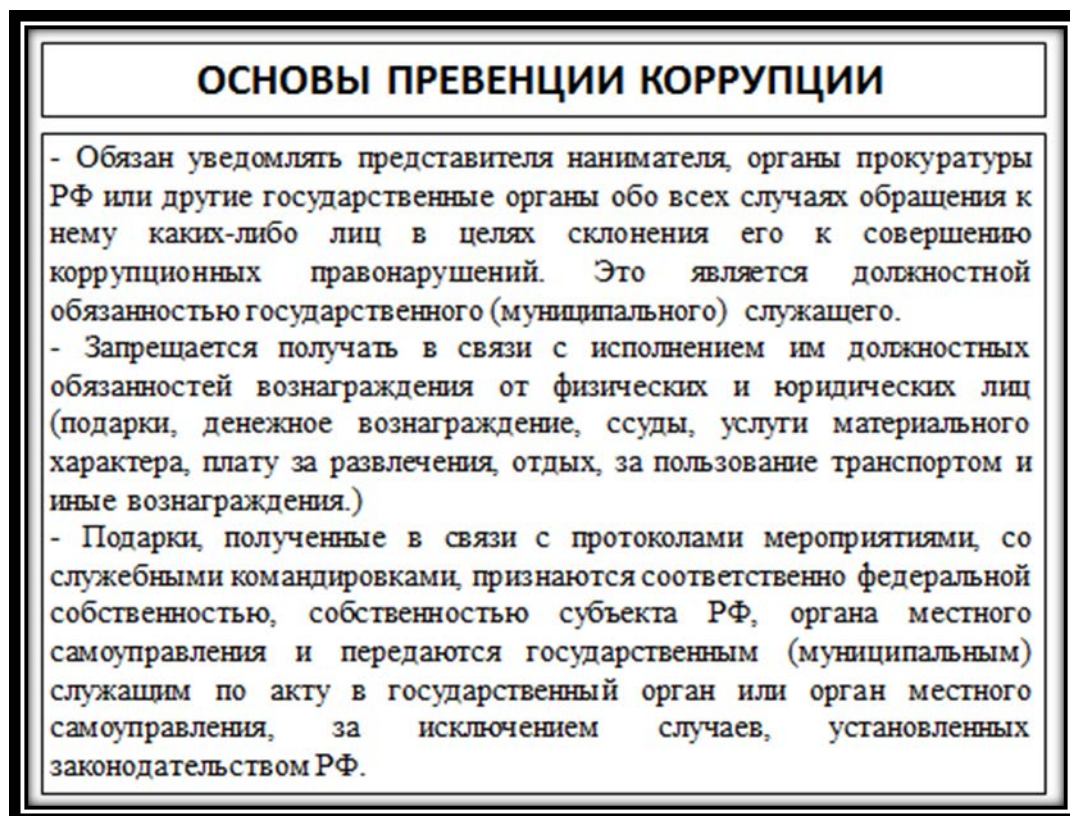 ОСНОВЫ ПРЕВЕНЦИИ КОРРУПЦИИ
- Обязан уведомлять представителя нанимателя, органы прокуратуры
РФ или другие государственные органы обо всех случаях обращения к
нему каких-либо лиц в целях склонения его к совершению
коррупционных правонарушений. Это является должностной
обязанностью государственного (муниципального) служащего.
- Запрещается получать в связи с исполнением им должностных
обязанностей вознаграждения от физических и юридических лиц
(подарки, денежное вознаграждение, ссуды, услуги материального
характера, плату за развлечения, отдых, за пользование транспортом и
иные вознаграждения.)
- Подарки, полученные в связи с протоколами мероприятиями, со
служебными командировками, признаются соответственно федеральной
собственностью, собственностью субъекта РФ, органа местного
самоуправления и передаются государственным (муниципальным)
служащим по акту в государственный орган или орган местного
самоуправления, за исключением случаев, установленных
законодательством РФ.